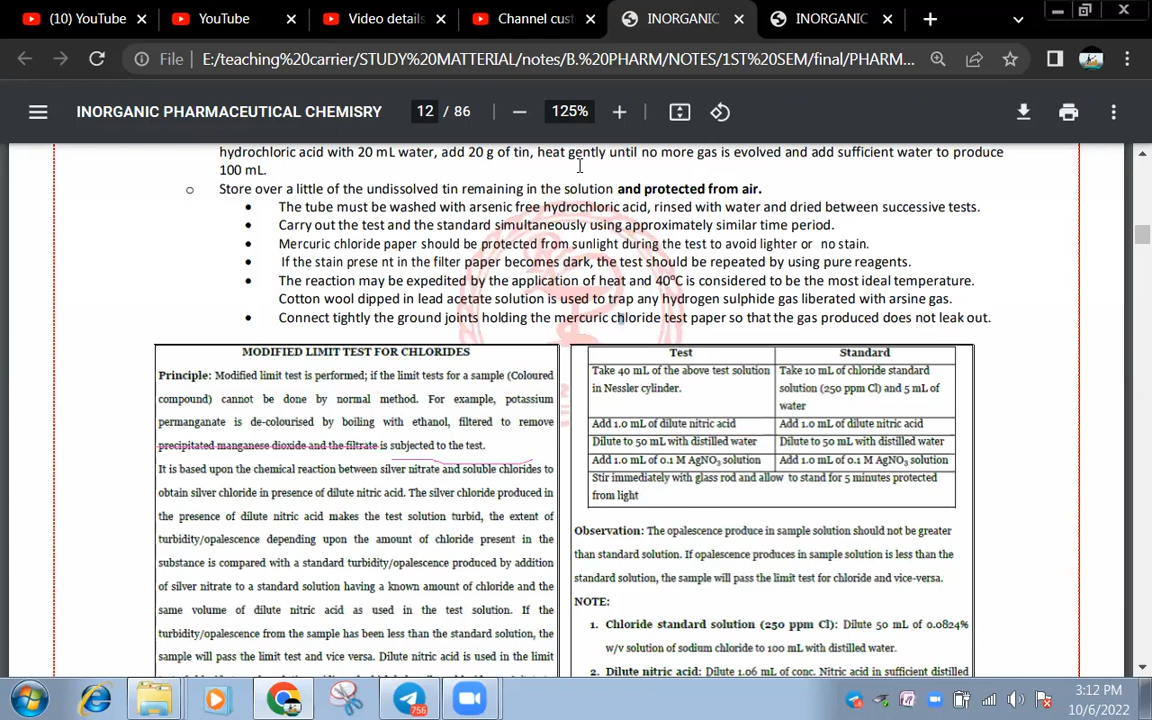 (10) YouTube
YouTube
Video details
Channel cust
INORGANIC
INORGANIC
File E:/teaching%20carrier/STUDY%20MATTERIAL/notes/B.%20PHARM/NOTES/1ST%20SEM/final/PHARM...
INORGANIC PHARMACEUTICAL CHEMISRY
12 / 86
125%
hydrochloric acid with 20 mL water, add 20 g of tin, heat gently until no more gas is evolved and add sufficient water to produce
100 mL.
o Store over a little of the undissolved tin remaining in the solution and protected from air.
• The tube must be washed with arsenic free hydrochloric acid, rinsed with water and dried between successive tests.
• Carry out the test and the standard simultaneously using approximately similar time period.
• Mercuric chloride paper should be protected from sunlight during the test to avoid lighter or no stain.
• If the stain prese nt in the filter paper becomes dark, the test should be repeated by using pure reagents.
• The reaction may be expedited by the application of heat and 40°C is considered to be the most ideal temperature.
Cotton wool dipped in lead acetate solution is used to trap any hydrogen sulphide gas liberated with arsine gas.
• Connect tightly the ground joints holding the mercuric chloride test paper so that the gas produced does not leak out.
MODIFIED LIMIT TEST FOR CHLORIDES
Principle: Modified limit test is performed; if the limit tests for a sample (Coloured
compound) cannot be done by normal method. For example, potassium
permanganate is de-colourised by boiling with ethanol, filtered to remove
precipitated manganese dioxide and the filtrate is subjected to the test.
It is based upon the chemical reaction between silver nitrate and soluble chlorides to
obtain silver chloride in presence of dilute nitric acid. The silver chloride produced in
the presence of dilute nitric acid makes the test solution turbid, the extent of
turbidity/opalescence depending upon the amount of chloride present in the
substance is compared with a standard turbidity/opalescence produced by addition
of silver nitrate to a standard solution having a known amount of chloride and the
same volume of dilute nitric acid as used in the test solution. If the
turbidity/opalescence from the sample has been less than the standard solution, the
sample will pass the limit test and vice versa. Dilute nitric acid is used in the limit
Test
Standard
Take 40 mL of the above test solution
in Nessler cylinder.
Take 10 mL of chloride standard
solution (250 ppm Cl) and 5 mL of
water
Add 1.0 mL of dilute nitric acid
Add 1.0 mL of dilute nitric acid
Dilute to 50 mL with distilled water
Dilute to 50 mL with distilled water
Add 1.0 mL of 0.1 M AgNO3 solution
Add 1.0 mL of 0.1 M AgNO3 solution
Stir immediately with glass rod and allow to stand for 5 minutes protected
from light
Observation: The opalescence produce in sample solution should not be greater
than standard solution. If opalescence produces in sample solution is less than the
standard solution, the sample will pass the limit test for chloride and vice-versa.
NOTE:
1. Chloride standard solution (250 ppm Cl): Dilute 50 mL of 0.0824%
w/v solution of sodium chloride to 100 mL with distilled water.
2. Dilute nitric acid: Dilute 1.06 mL of conc. Nitric acid in sufficient distilled
756
3:12 PM
10/6/2022